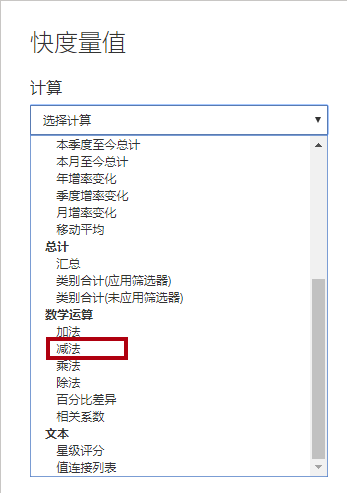 快度量值
计算
选择计算
本季度至今总计
本月至今总计
年增率变化
季度增率变化
月增率变化
移动平均
总计
汇总
类别合计(应用筛选器)
类别合计(未应用筛选器)
数学运算
加法
减法
乘法
除法
百分比差异
相关系数
文本
星级评分
值连接列表